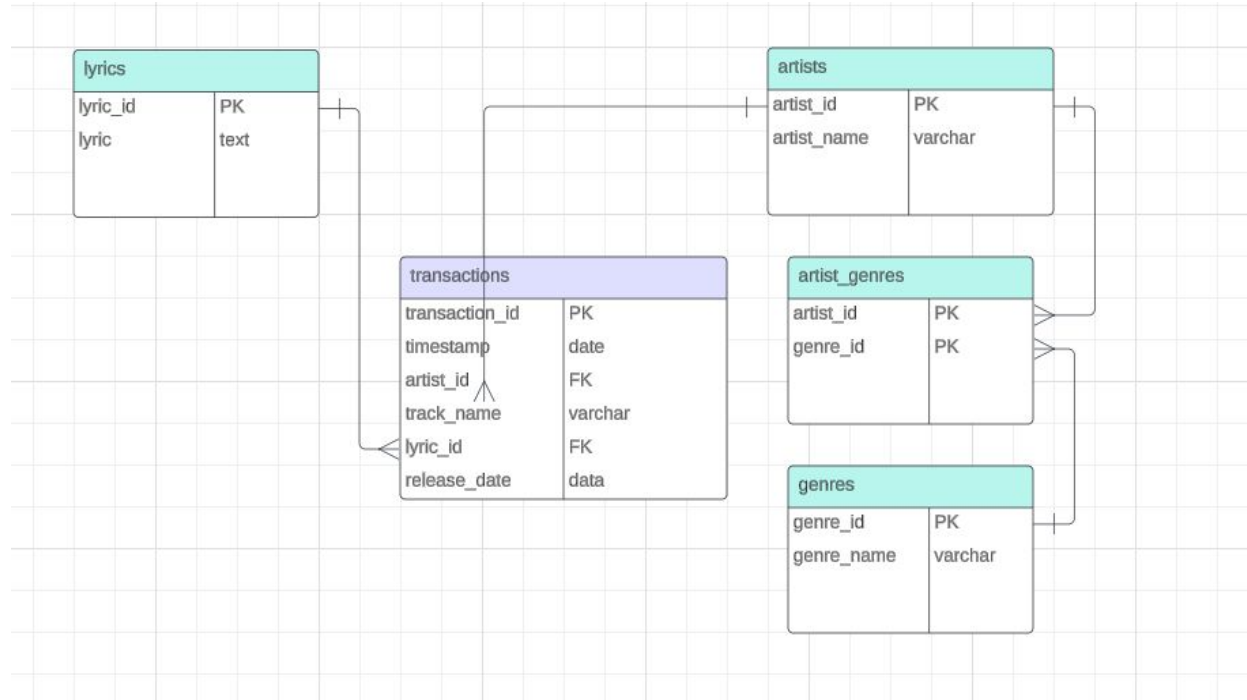 lyrics
lyric_id PK
lyric text
artists
artist_id PK
artist_name varchar
transactions
transaction_id PK
timestamp date
artist_id FK
track_name varchar
lyric_id FK
release_date data
artist_genres
artist_id PK
genre_id PK
genres
genre_id PK
genre_name varchar